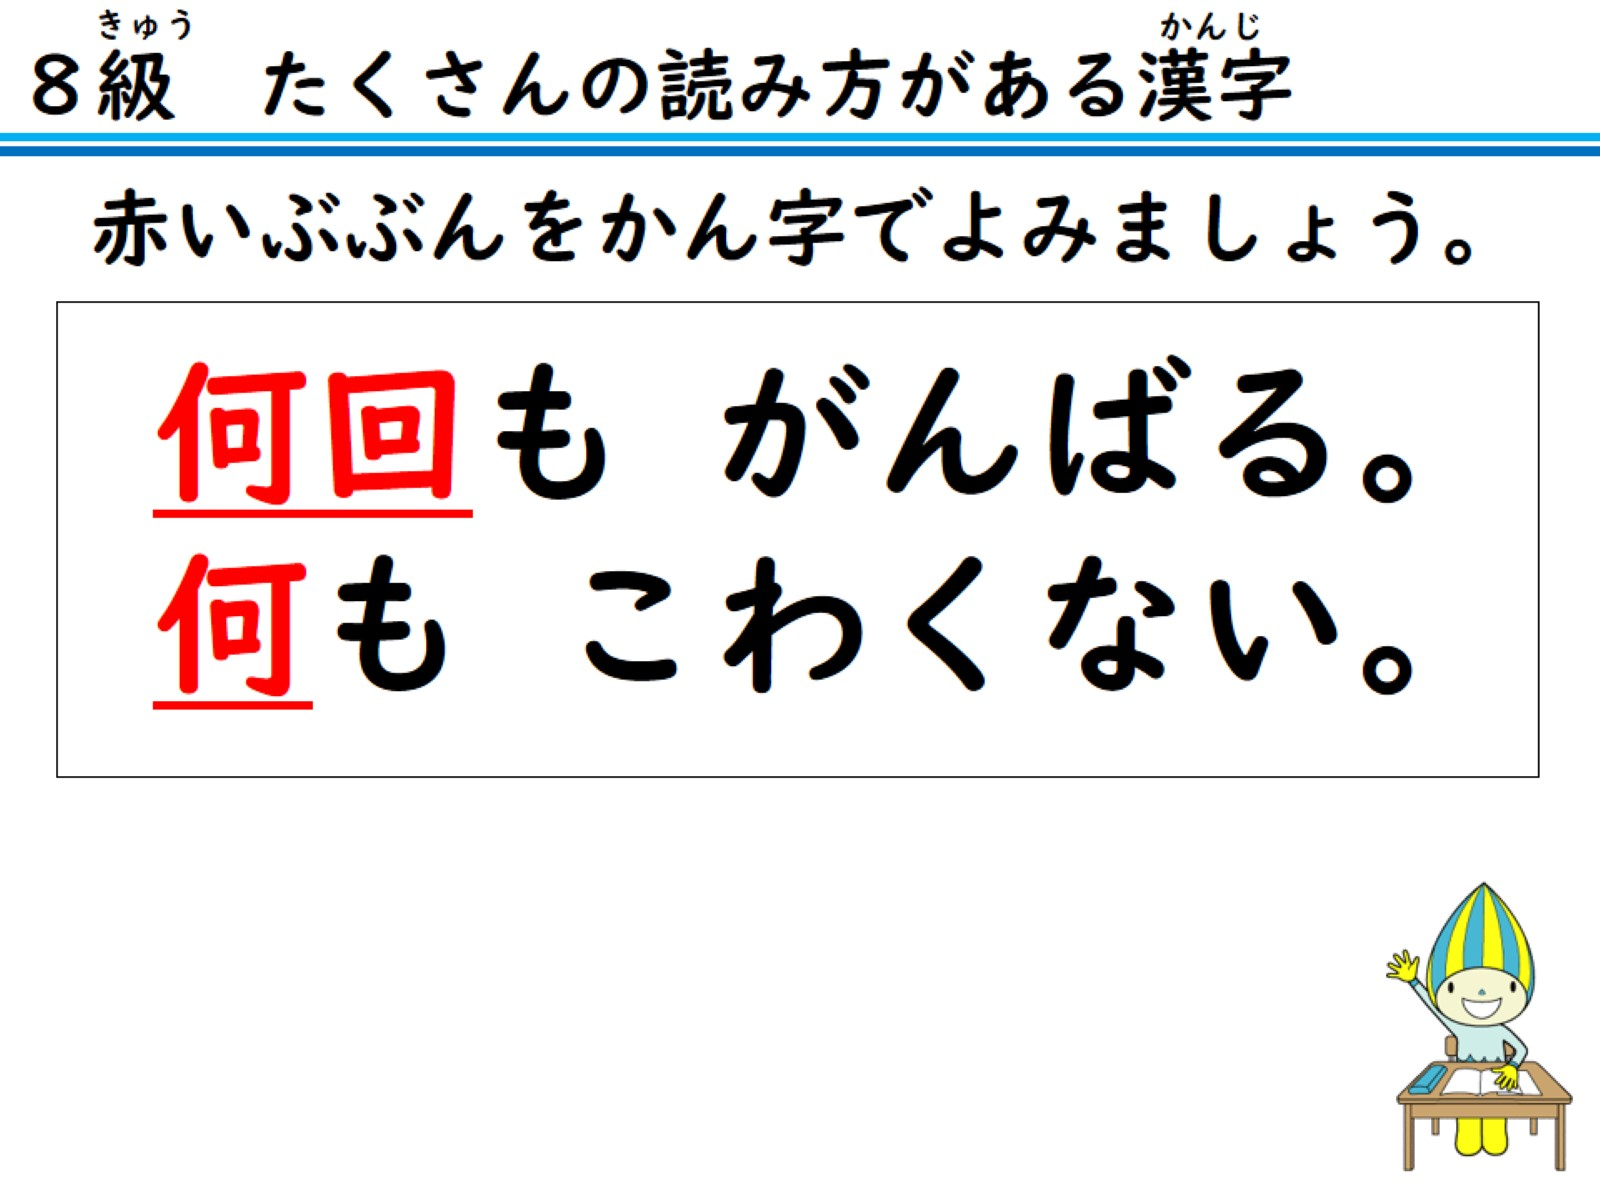 きゅう かんじ
８級　たくさんの読み方がある漢字
赤いぶぶんをかん字でよみましょう。
何回も がんばる。
何も こわくない。